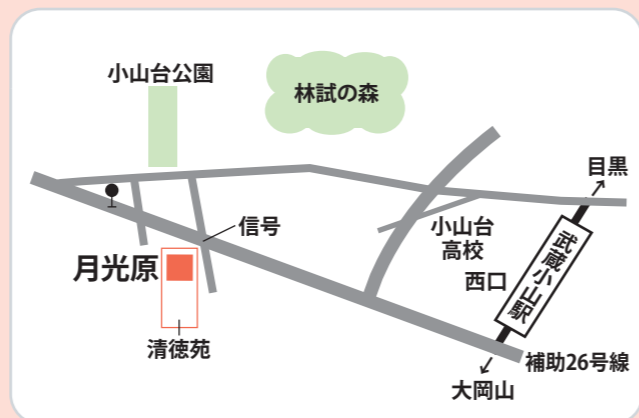 小山台公園
林試の森
目黒
信号
小山台
高校
月光原
西口
武蔵小山駅
清徳苑
補助26号線
大岡山